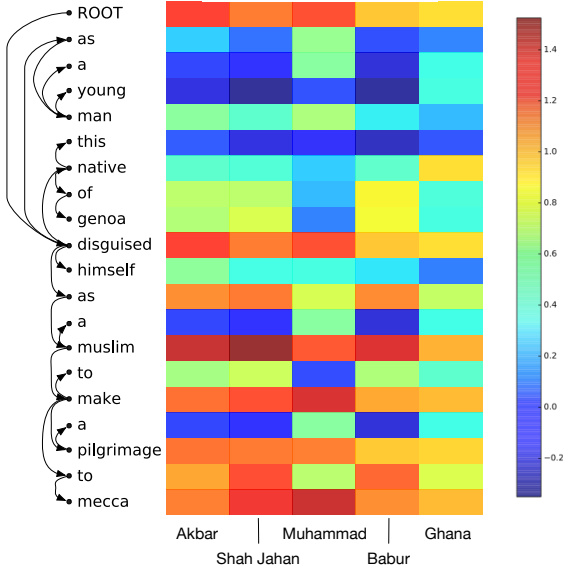 ROOT
as
a
young
man
this
native
of
genoa
disguised
himself
as
a
muslim
to
make
a
pilgrimage
to
mecca
Akbar Muhammad Ghana
Shah Jahan Babur
1.4
1.2
1.0
0.8
0.6
0.4
0.2
0.0
−0.2